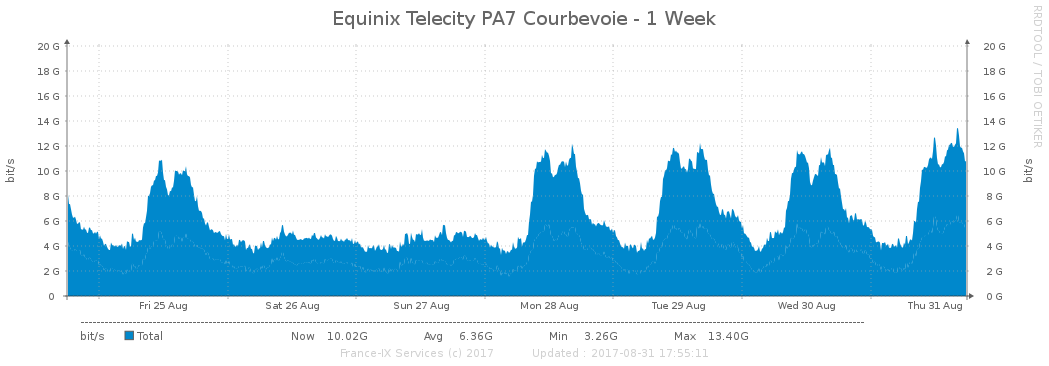 Equinix Telecity PA7 Courbevoie - 1 Week
RRDTOOL / TOBI OETIKER
bit/s
20 G 20 G
18 G 18 G
16 G 16 G
14 G 14 G
12 G 12 G
10 G 10 G
8 G 8 G
6 G 6 G
4 G 4 G
2 G 2 G
0 0 G
bit/s
Fri 25 Aug Sat 26 Aug Sun 27 Aug Mon 28 Aug Tue 29 Aug Wed 30 Aug Thu 31 Aug
bit/s Total Now 10.02G Avg 6.36G Min 3.26G Max 13.40G
France-IX Services (c) 2017 Updated : 2017-08-31 17:55:11